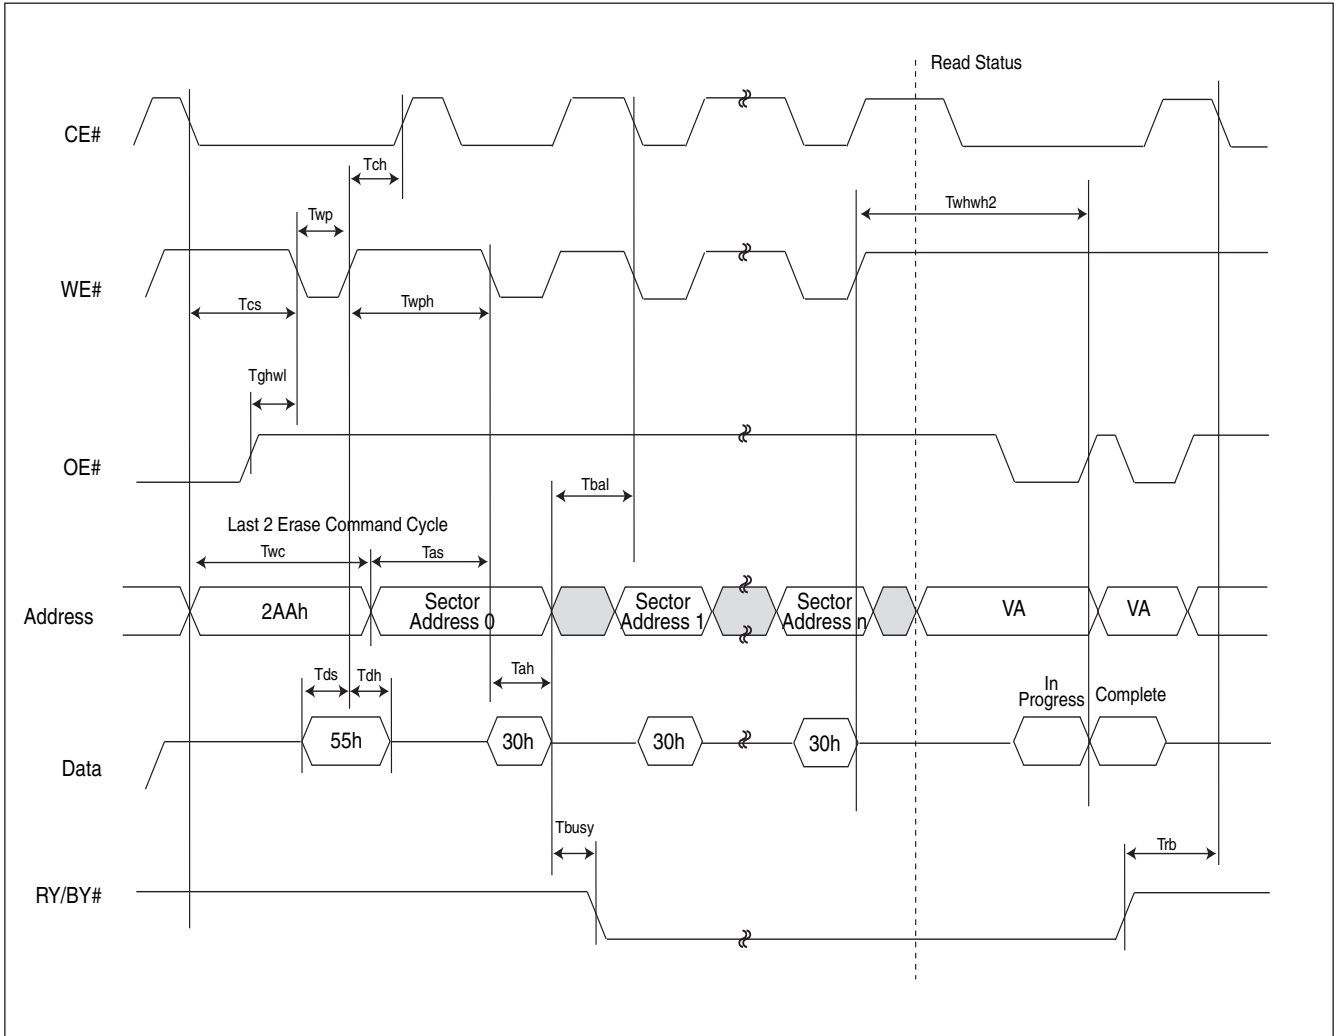 Read Status
CE#
Tch
Twhwh2
Twp
WE#
Tcs
Twph
Tghwl
OE#
Tbal
Last 2 Erase Command Cycle
Twc
Tas
Address
2AAh
Sector
Address 0
Sector
Address 1
Sector
Address n
VA
VA
Tds
Tdh
Tah
In
Progress
Complete
55h
30h
30h
30h
Data
Tbusy
Trb
RY/BY#